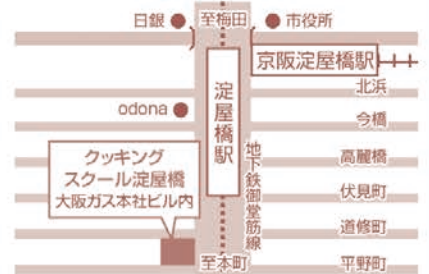 日銀
至梅田
市役所
京阪淀屋橋駅
北浜
odona
淀屋橋駅
今橋
クッキング
スクール淀屋橋
大阪ガス本社ビル内
地下鉄御堂筋線
高麗橋
伏見町
道修町
至本町
平野町